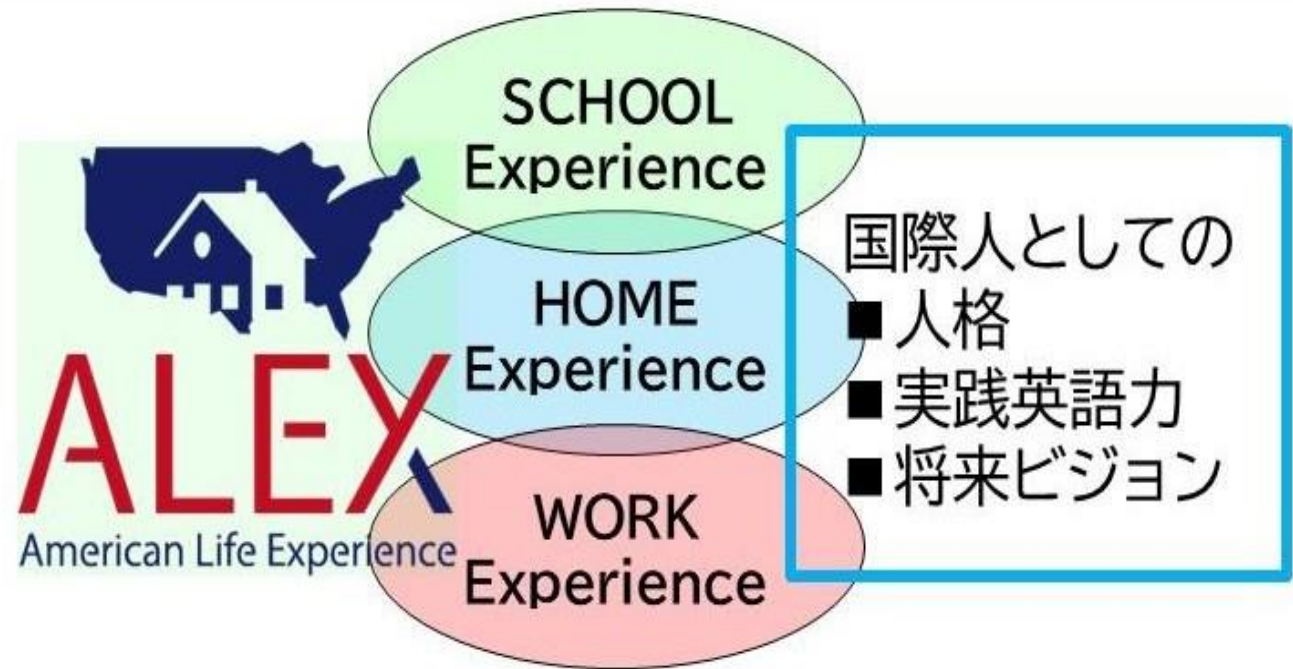 ALEX
American Life Experience
SCHOOL
Experience
HOME
Experience
WORK
Experience
国際人としての
■人格
■実践英語力
■将来ビジョン